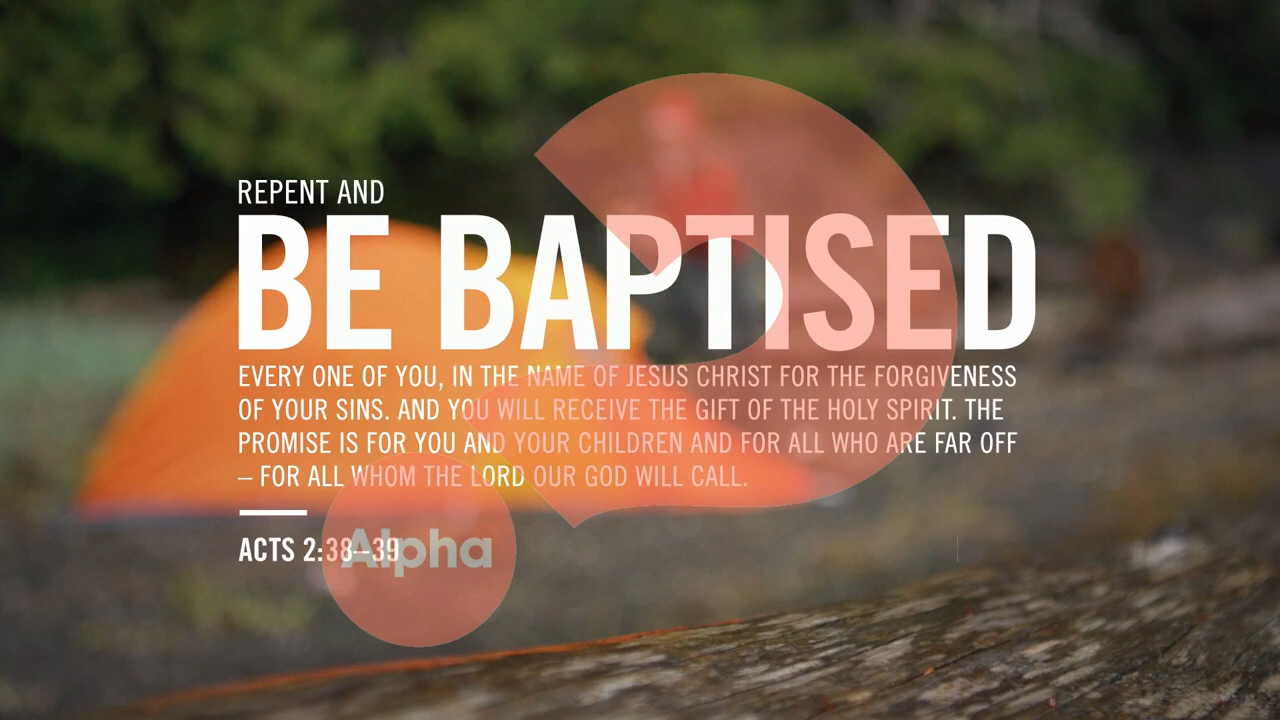 REPENT AND
BE BAPTISED
EVERY ONE OF YOU, IN THE NAME OF JESUS CHRIST FOR THE FORGIVENESS
OF YOUR SINS. AND YOU WILL RECEIVE THE GIFT OF THE HOLY SPIRIT. THE
PROMISE IS FOR YOU AND YOUR CHILDREN AND FOR ALL WHO ARE FAR OFF
– FOR ALL WHOM THE LORD OUR GOD WILL CALL.
ACTS 2:38–39
Alpha